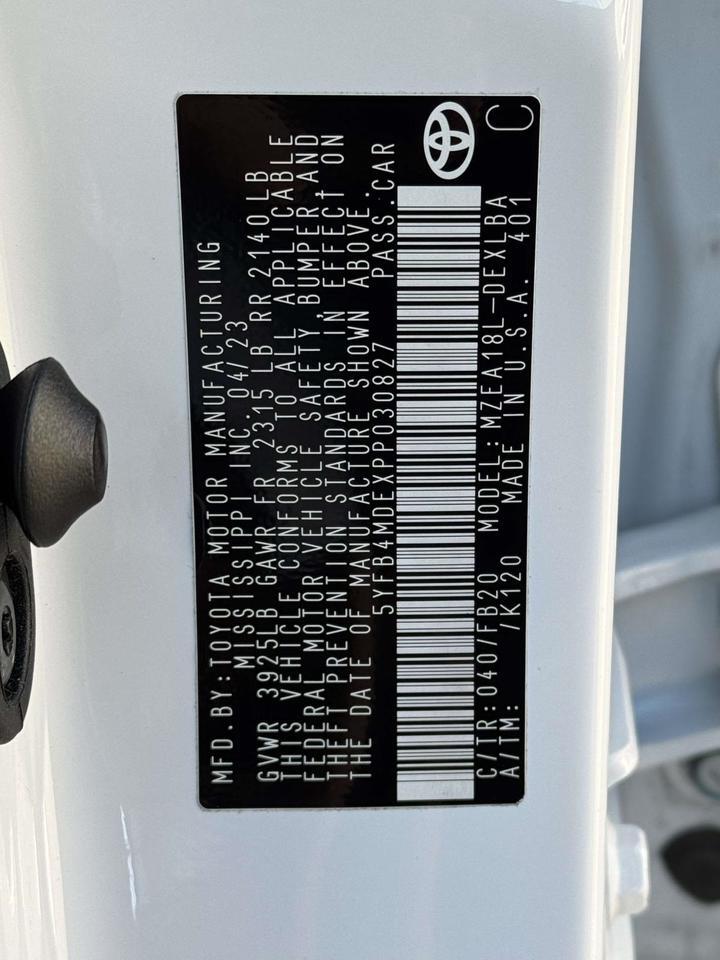 MFD. BY: TOYOTA MOTOR MANUFACTURING
MISSISSIPPI INC. 04/23
GVWR 3925LB GAWR FR 2315 LB RR 2140LB
THIS VEHICLE CONFORMS TO ALL APPLICABLE
FEDERAL MOTOR VEHICLE SAFETY, BUMPER, AND
THEFT PREVENTION STANDARDS IN EFFECT ON
THE DATE OF MANUFACTURE SHOWN ABOVE.
5YFB4MDEXPP030827 PASS. CAR
C/TR: 040/FB20 MODEL: MZEA18L-DEXLBA
A/TM: /K120 MADE IN U.S.A. 401
C